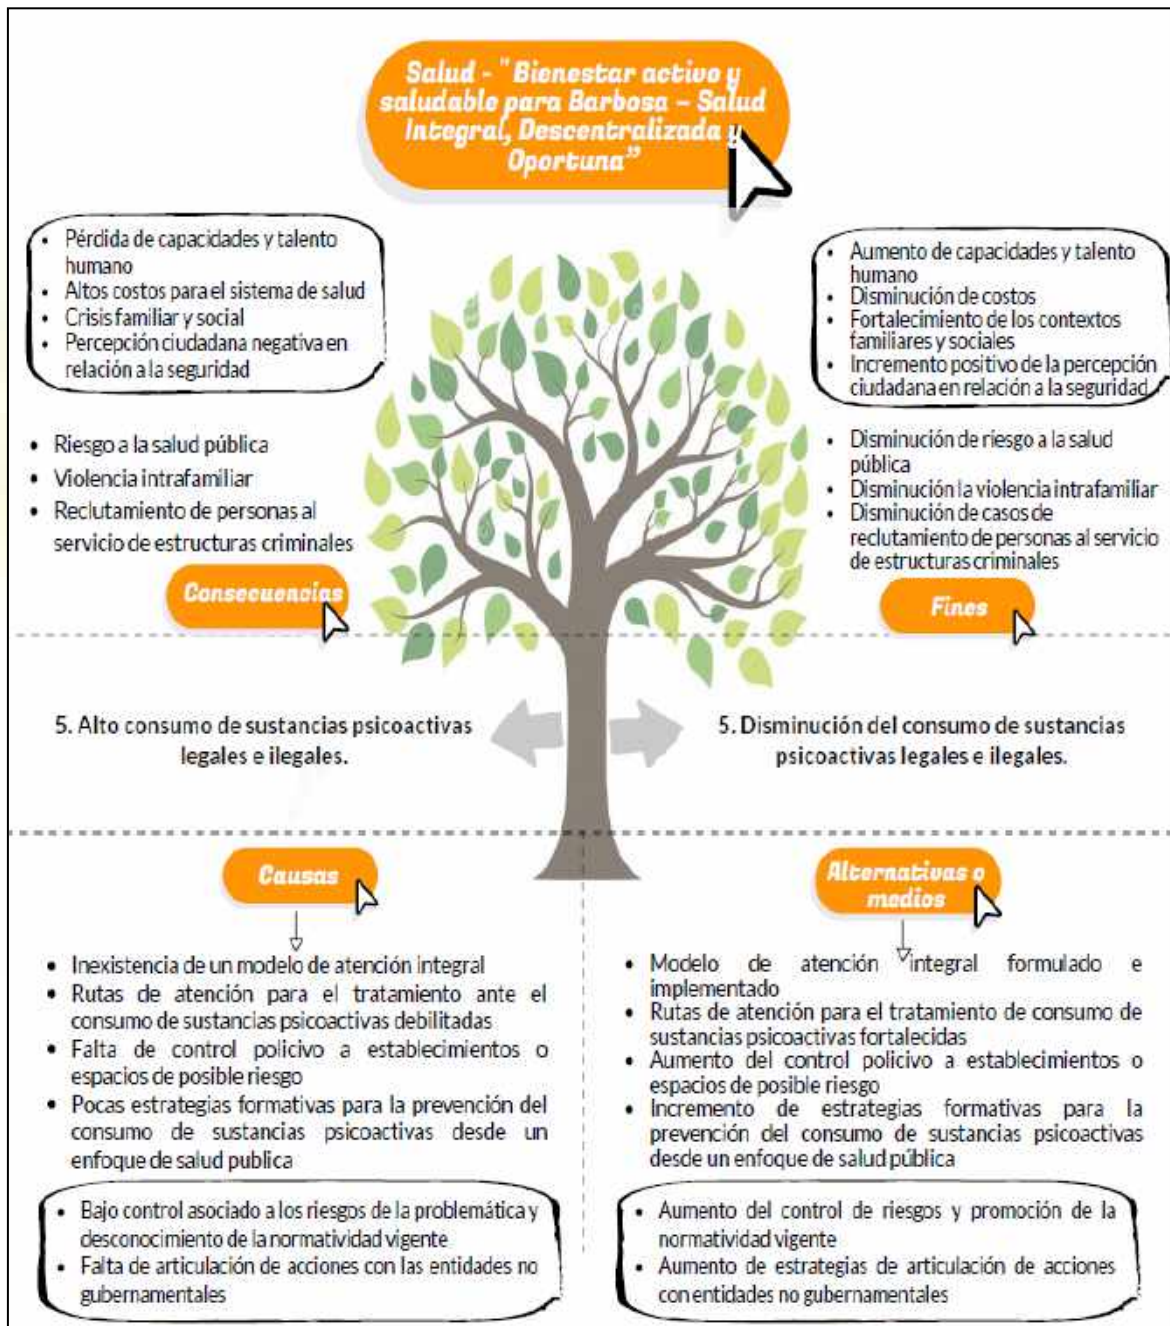 Salud - "Bienestar activo y
saludable para Barbosa – Salud
Integral, Descentralizada y
Oportuna”
• Pérdida de capacidades y talento
humano
• Altos costos para el sistema de salud
• Crisis familiar y social
• Percepción ciudadana negativa en
relación a la seguridad
• Riesgo a la salud pública
• Violencia intrafamiliar
• Reclutamiento de personas al
servicio de estructuras criminales
Consecuencias
• Aumento de capacidades y talento
humano
• Disminución de costos
• Fortalecimiento de los contextos
familiares y sociales
• Incremento positivo de la percepción
ciudadana en relación a la seguridad
• Disminución de riesgo a la salud
pública
• Disminución la violencia intrafamiliar
• Disminución de casos de
reclutamiento de personas al servicio
de estructuras criminales
Fines
5. Alto consumo de sustancias psicoactivas
legales e ilegales.
5. Disminución del consumo de sustancias
psicoactivas legales e ilegales.
Causas
• Inexistencia de un modelo de atención integral
• Rutas de atención para el tratamiento ante el
consumo de sustancias psicoactivas debilitadas
• Falta de control policivo a establecimientos o
espacios de posible riesgo
• Pocas estrategias formativas para la prevención del
consumo de sustancias psicoactivas desde un
enfoque de salud publica
• Bajo control asociado a los riesgos de la problemática y
desconocimiento de la normatividad vigente
• Falta de articulación de acciones con las entidades no
gubernamentales
Alternativas o
medios
• Modelo de atención integral formulado e
implementado
• Rutas de atención para el tratamiento de consumo de
sustancias psicoactivas fortalecidas
• Aumento del control policivo a establecimientos o
espacios de posible riesgo
• Incremento de estrategias formativas para la
prevención del consumo de sustancias psicoactivas
desde un enfoque de salud pública
• Aumento del control de riesgos y promoción de la
normatividad vigente
• Aumento de estrategias de articulación de acciones
con entidades no gubernamentales